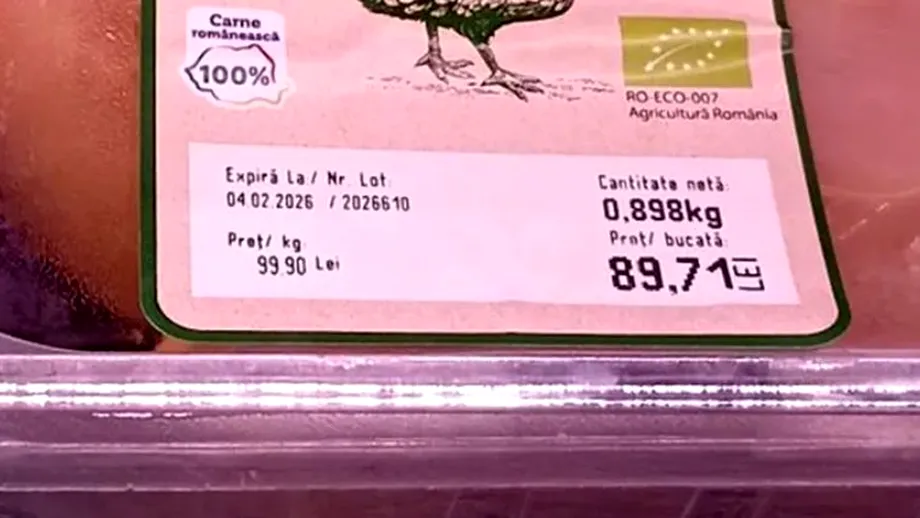 Carne
românească
100%
RO-ECO-007
Agricultură România
Expiră La/ Nr. Lot:
04.02.2026 / 2026610
Preț/ kg:
99.90 Lei
Cantitate netă:
0,898kg
Preț/ bucată:
89,71 LEI